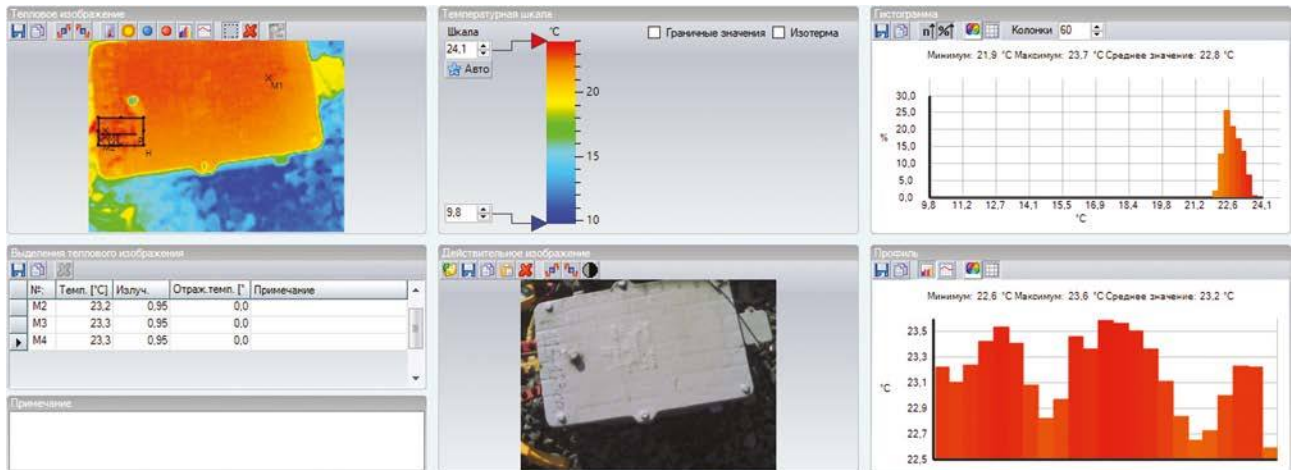 Тепловое изображение
M1
H
Температурная шкала
Шкала
°C
Граничные значения
Изотерма
24,1
Авто
20
15
9,8
10
Гистограмма
n↑ %↑ Колонки 60
Минимум: 21,9 °C Максимум: 23,7 °C Среднее значение: 22,8 °C
30,0
25,0
20,0
15,0
10,0
5,0
0,0
%
9,8 11,2 12,7 14,1 15,5 16,9 18,4 19,8 21,2 22,6 24,1
°C
Выделения теплового изображения
№: Темп. [°C] Излуч. Отраж.темп. [° Примечание
M2 23,2 0,95 0,0
M3 23,3 0,95 0,0
M4 23,3 0,95 0,0
Примечание
Действительное изображение
Профиль
Минимум: 22,6 °C Максимум: 23,6 °C Среднее значение: 23,2 °C
23,5
23,3
23,1
°C
22,9
22,7
22,5